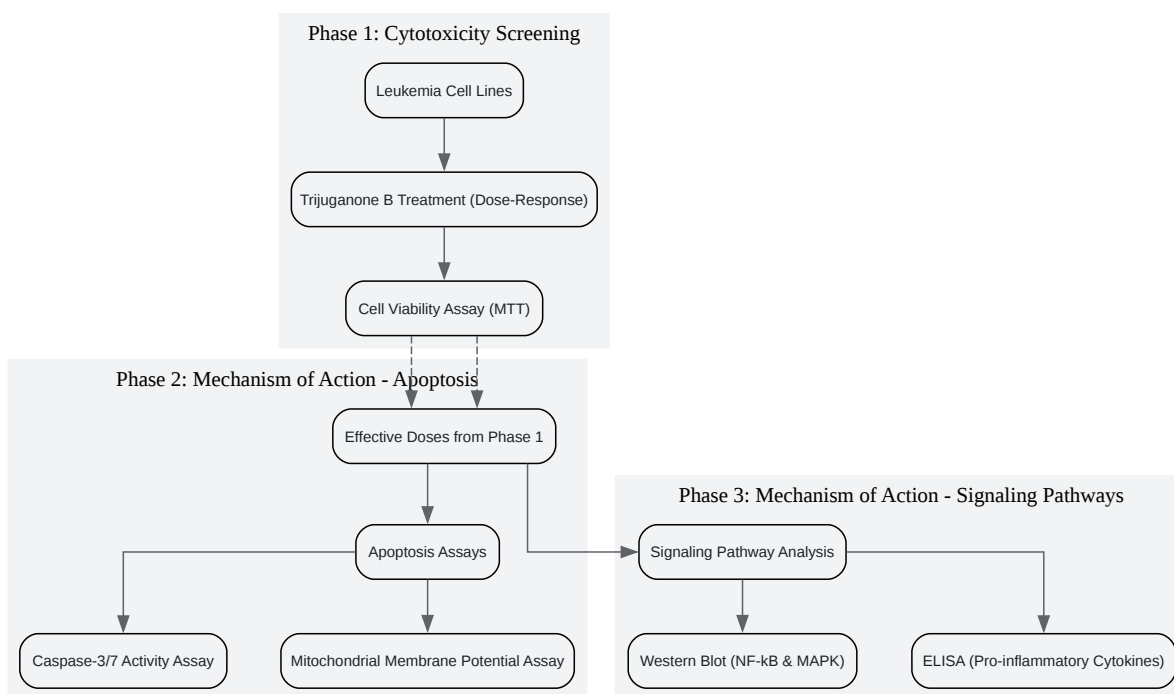 Phase 1: Cytotoxicity Screening
Leukemia Cell Lines
Trijuganone B Treatment (Dose-Response)
Cell Viability Assay (MTT)
Phase 2: Mechanism of Action - Apoptosis
Effective Doses from Phase 1
Apoptosis Assays
Caspase-3/7 Activity Assay
Mitochondrial Membrane Potential Assay
Phase 3: Mechanism of Action - Signaling Pathways
Signaling Pathway Analysis
Western Blot (NF-kB & MAPK)
ELISA (Pro-inflammatory Cytokines)